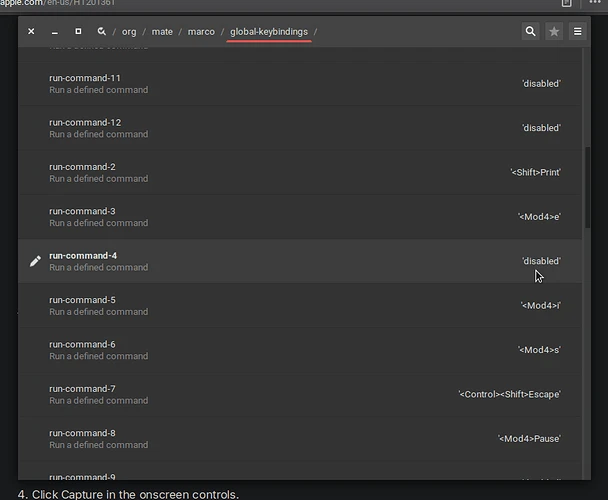 apple.com/en-us/HT201361
/ org / mate / marco / global-keybindings /
run-command-11
Run a defined command
'disabled'
run-command-12
Run a defined command
'disabled'
run-command-2
Run a defined command
'<Shift>Print'
run-command-3
Run a defined command
'<Mod4>e'
run-command-4
Run a defined command
'disabled'
run-command-5
Run a defined command
'<Mod4>i'
run-command-6
Run a defined command
'<Mod4>s'
run-command-7
Run a defined command
'<Control><Shift>Escape'
run-command-8
Run a defined command
'<Mod4>Pause'
run-command-9
4. Click Capture in the onscreen controls.